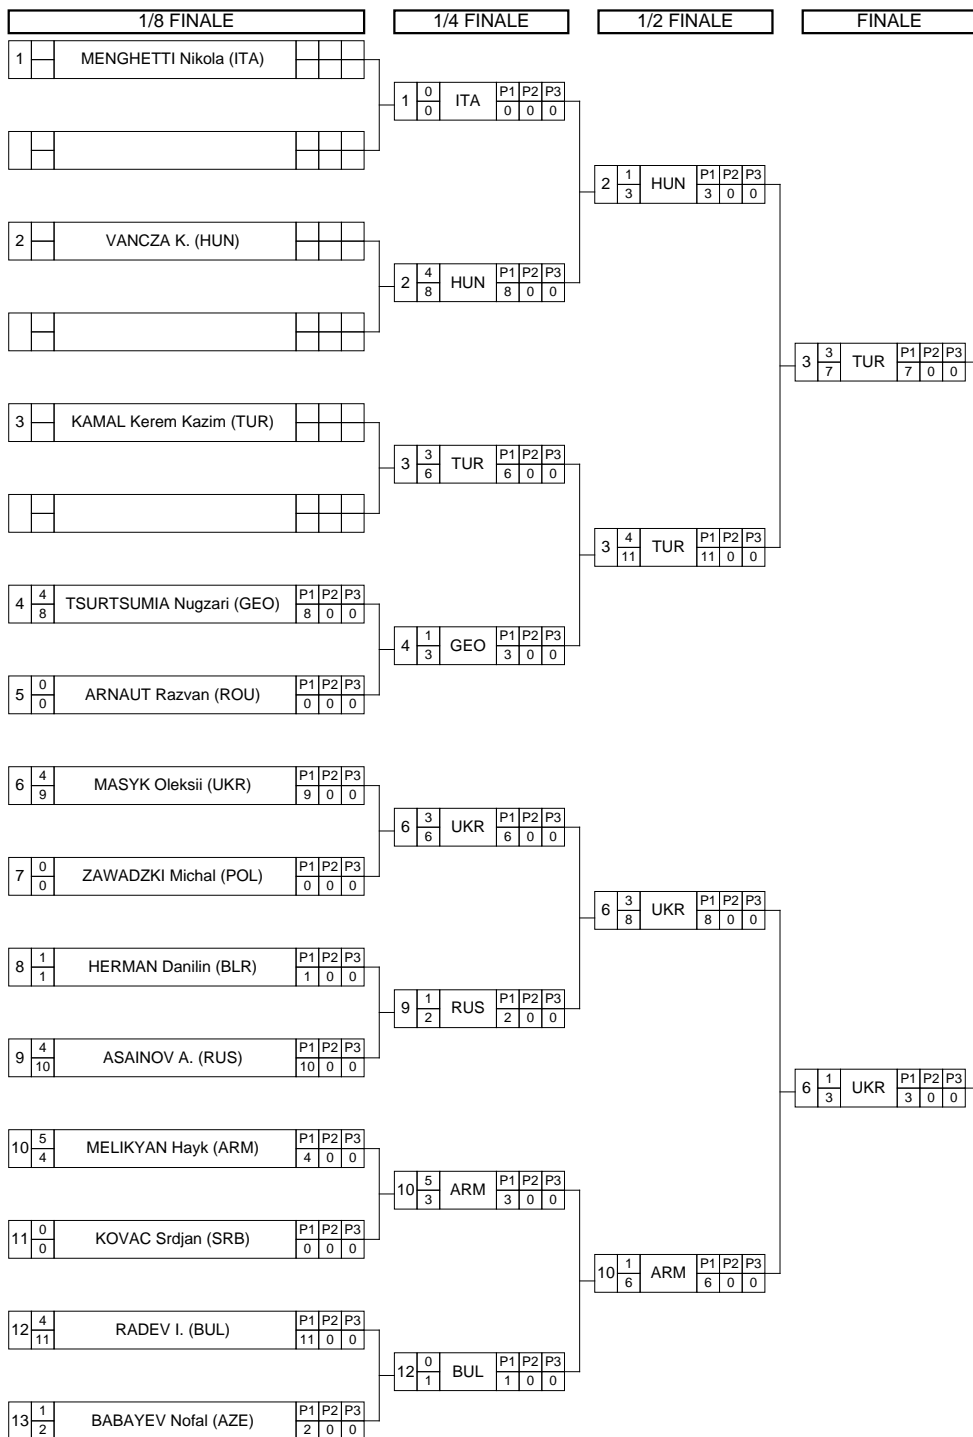 1/8 FINALE 1/4 FINALE 1/2 FINALE FINALE
1 MENGHETTI Nikola (ITA)
1 0 ITA P1 P2 P3
0 0 0 0
2 1 HUN P1 P2 P3
3 3 0 0
2 VANCZA K. (HUN)
2 4 HUN P1 P2 P3
8 8 0 0
3 3 TUR P1 P2 P3
7 7 0 0
3 KAMAL Kerem Kazim (TUR)
3 3 TUR P1 P2 P3
6 6 0 0
3 4 TUR P1 P2 P3
11 11 0 0
4 4 TSURTSUMIA Nugzari (GEO) P1 P2 P3
8 8 0 0
4 1 GEO P1 P2 P3
3 3 0 0
5 0 ARNAUT Razvan (ROU) P1 P2 P3
0 0 0 0
6 4 MASYK Oleksii (UKR) P1 P2 P3
9 9 0 0
6 3 UKR P1 P2 P3
6 6 0 0
7 0 ZAWADZKI Michal (POL) P1 P2 P3
0 0 0 0
6 3 UKR P1 P2 P3
8 8 0 0
8 1 HERMAN Danilin (BLR) P1 P2 P3
1 1 0 0
9 1 RUS P1 P2 P3
2 2 0 0
9 4 ASAINOV A. (RUS) P1 P2 P3
10 10 0 0
6 1 UKR P1 P2 P3
3 3 0 0
10 5 MELIKYAN Hayk (ARM) P1 P2 P3
4 4 0 0
10 5 ARM P1 P2 P3
3 3 0 0
11 0 KOVAC Srdjan (SRB) P1 P2 P3
0 0 0 0
10 1 ARM P1 P2 P3
6 6 0 0
12 4 RADEV I. (BUL) P1 P2 P3
11 11 0 0
12 0 BUL P1 P2 P3
1 1 0 0
13 1 BABAYEV Nofal (AZE) P1 P2 P3
2 2 0 0